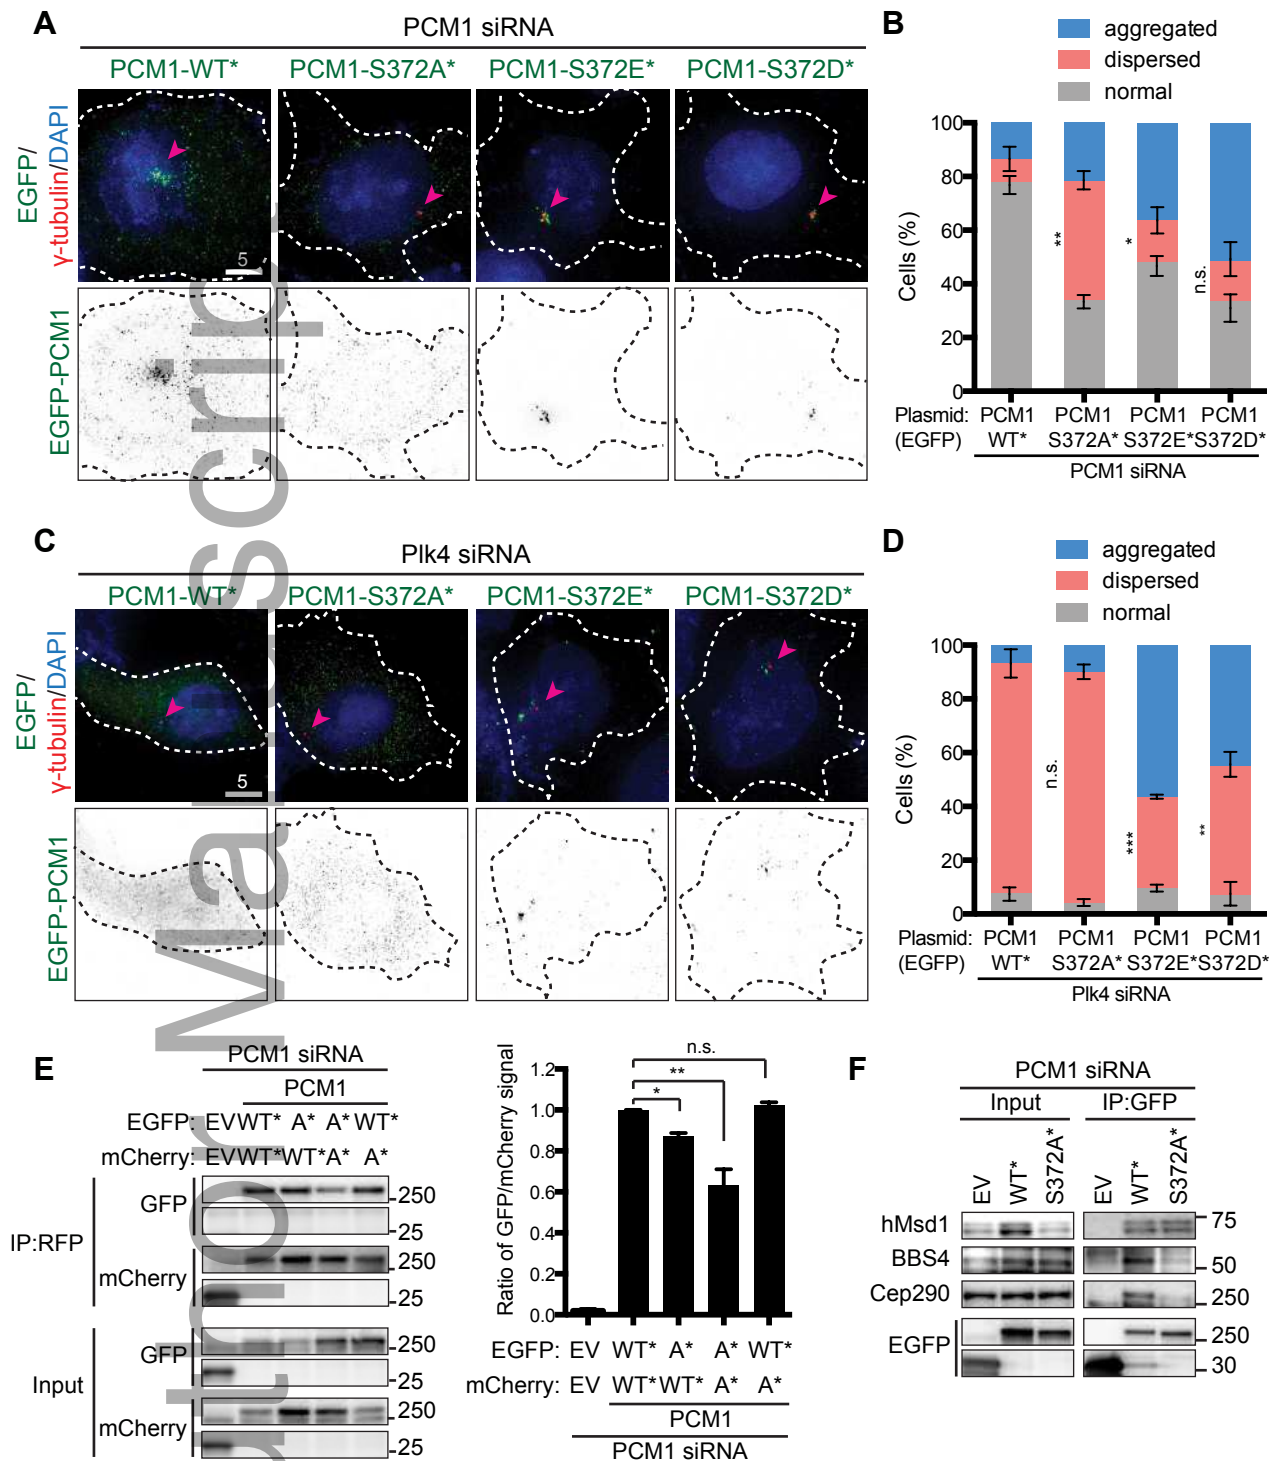 A
PCM1 siRNA
PCM1-WT* PCM1-S372A* PCM1-S372E* PCM1-S372D*
EGFP/
γ-tubulin/DAPI
5
EGFP-PCM1
B
aggregated
dispersed
normal
Cells (%)
100
80
60
40
20
0
**
*
n.s.
Plasmid: PCM1 PCM1 PCM1 PCM1
(EGFP) WT* S372A* S372E* S372D*
PCM1 siRNA
C
Plk4 siRNA
PCM1-WT* PCM1-S372A* PCM1-S372E* PCM1-S372D*
EGFP/
γ-tubulin/DAPI
5
EGFP-PCM1
D
aggregated
dispersed
normal
Cells (%)
100
80
60
40
20
0
n.s.
***
**
Plasmid: PCM1 PCM1 PCM1 PCM1
(EGFP) WT* S372A* S372E* S372D*
Plk4 siRNA
E
PCM1 siRNA
PCM1
EGFP: EV WT* A* A* WT*
mCherry: EV WT* WT* A* A*
IP:RFP
GFP
250
25
mCherry
250
25
Input
GFP
250
25
mCherry
250
25
Ratio of GFP/mCherry signal
1.2
1.0
0.8
0.6
0.4
0.2
0.0
n.s.
**
*
EGFP: EV WT* A* A* WT*
mCherry: EV WT* WT* A* A*
PCM1
PCM1 siRNA
F
PCM1 siRNA
Input IP:GFP
EV WT* S372A* EV WT* S372A*
hMsd1 75
BBS4 50
Cep290 250
EGFP 250
30
Author Manuscript